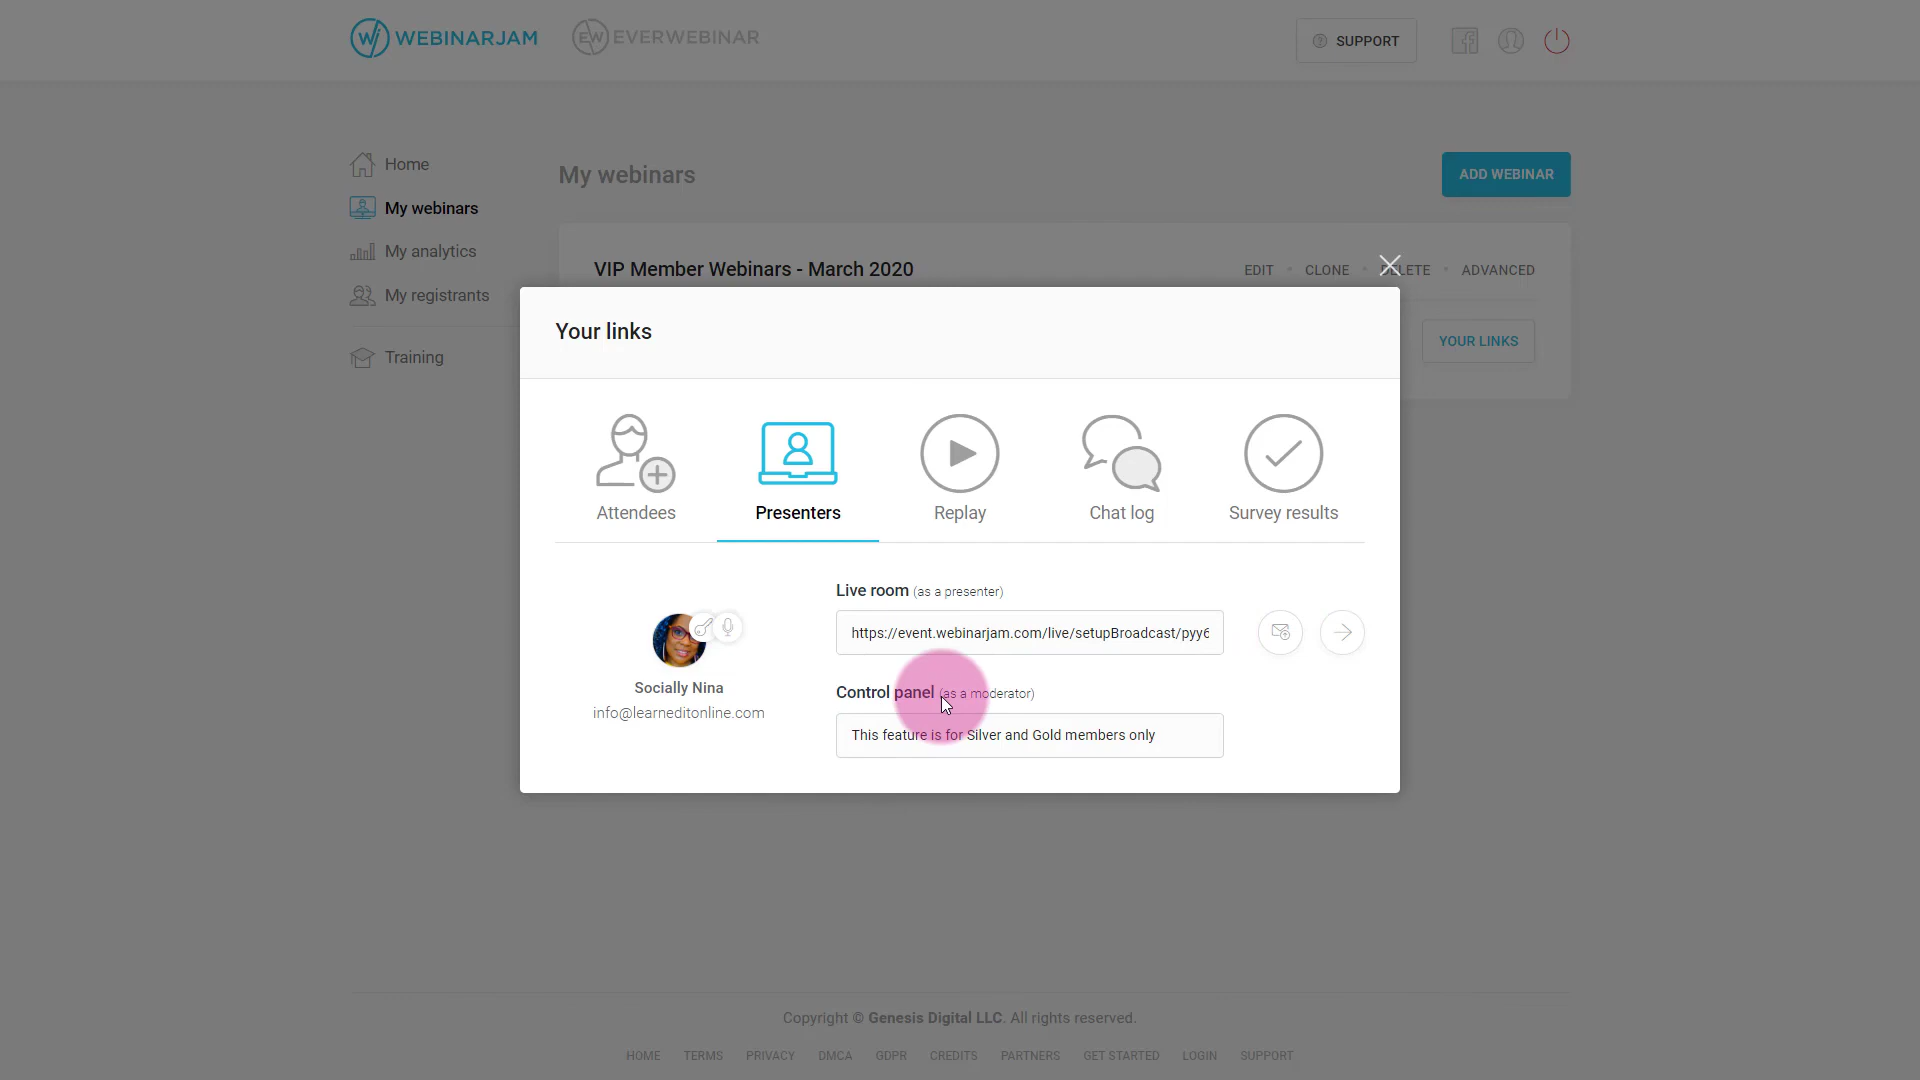 WEBINARJAM
EVERWEBINAR
SUPPORT
Home
My webinars
My analytics
My registrants
Training
My webinars
ADD WEBINAR
VIP Member Webinars - March 2020
EDIT • CLONE • DELETE • ADVANCED
YOUR LINKS
Your links
Attendees
Presenters
Replay
Chat log
Survey results
Socially Nina
info@learneditonline.com
Live room (as a presenter)
https://event.webinarjam.com/live/setupBroadcast/pyy6
Control panel (as a moderator)
This feature is for Silver and Gold members only
Copyright © Genesis Digital LLC. All rights reserved.
HOME TERMS PRIVACY DMCA GDPR CREDITS PARTNERS GET STARTED LOGIN SUPPORT